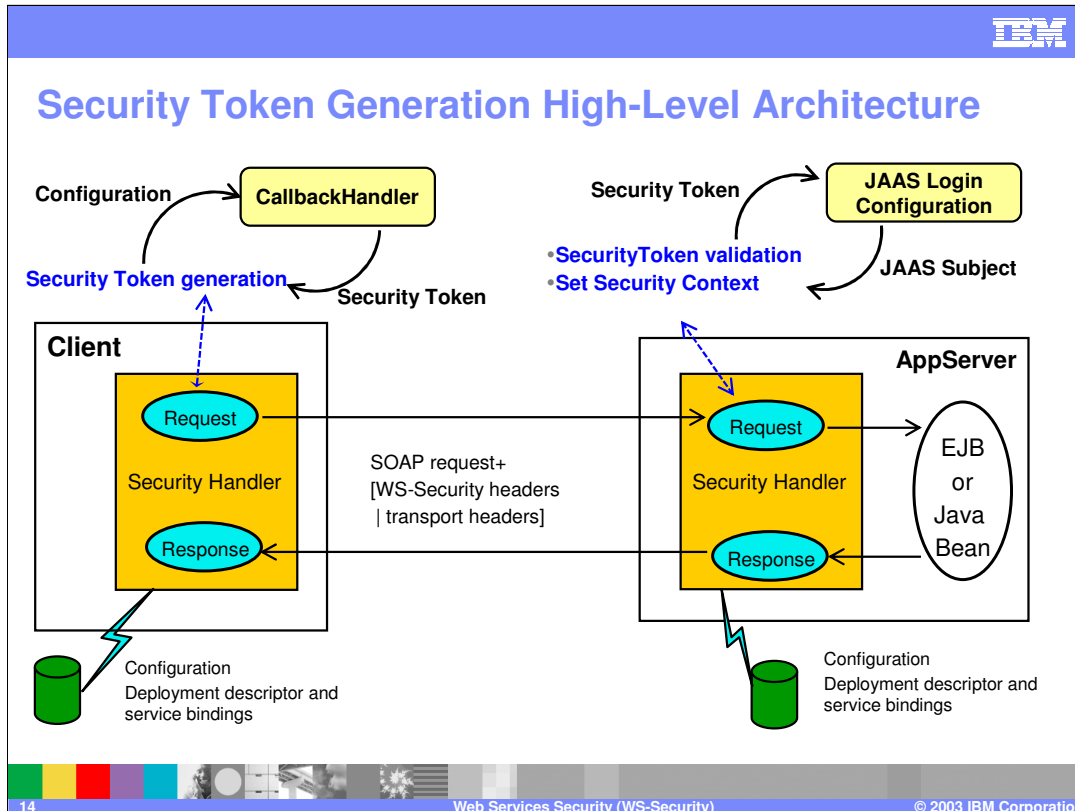 IBM
Security Token Generation High-Level Architecture
Configuration
CallbackHandler
Security Token generation
Security Token
Security Token
JAAS Login
Configuration
•SecurityToken validation
•Set Security Context
JAAS Subject
Client
Request
Security Handler
Response
SOAP request+
[WS-Security headers
| transport headers]
AppServer
Request
Security Handler
Response
EJB
or
Java
Bean
Configuration
Deployment descriptor and
service bindings
Configuration
Deployment descriptor and
service bindings
14
Web Services Security (WS-Security)
© 2003 IBM Corporatio